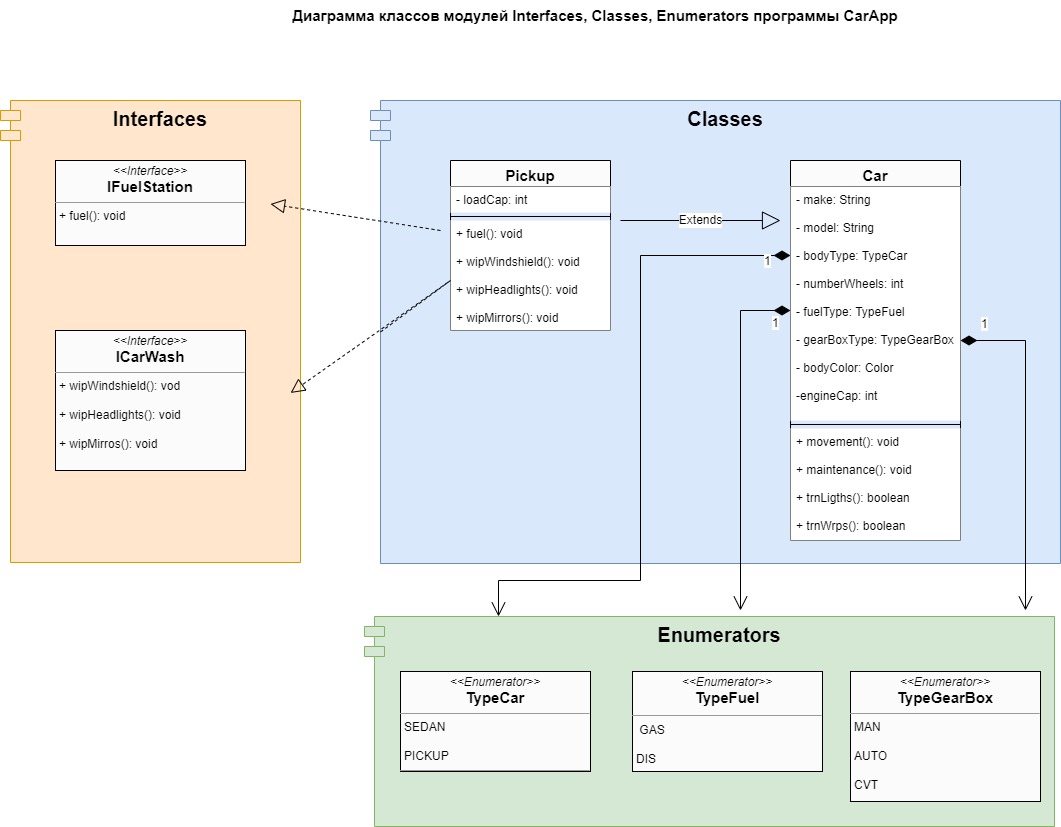 Диаграмма классов модулей Interfaces, Classes, Enumerators программы CarApp
Interfaces
<<Interface>>
IFuelStation
+ fuel(): void
<<Interface>>
ICarWash
+ wipWindshield(): vod
+ wipHeadlights(): void
+ wipMirros(): void
Classes
Pickup
- loadCap: int
+ fuel(): void
+ wipWindshield(): void
+ wipHeadlights(): void
+ wipMirrors(): void
Extends
Car
- make: String
- model: String
- bodyType: TypeCar
- numberWheels: int
- fuelType: TypeFuel
- gearBoxType: TypeGearBox
- bodyColor: Color
-engineCap: int
+ movement(): void
+ maintenance(): void
+ trnLigths(): boolean
+ trnWrps(): boolean
1
1
1
Enumerators
<<Enumerator>>
TypeCar
SEDAN
PICKUP
<<Enumerator>>
TypeFuel
GAS
DIS
<<Enumerator>>
TypeGearBox
MAN
AUTO
CVT